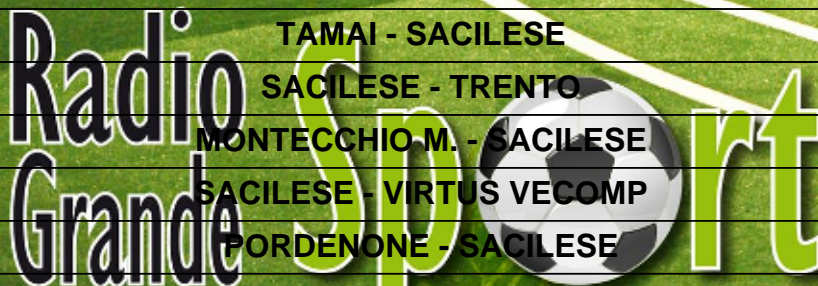 Radio
Grande
Sport
TAMAI - SACILESE
SACILESE - TRENTO
MONTECCHIO M. - SACILESE
SACILESE - VIRTUS VECOMP
PORDENONE - SACILESE